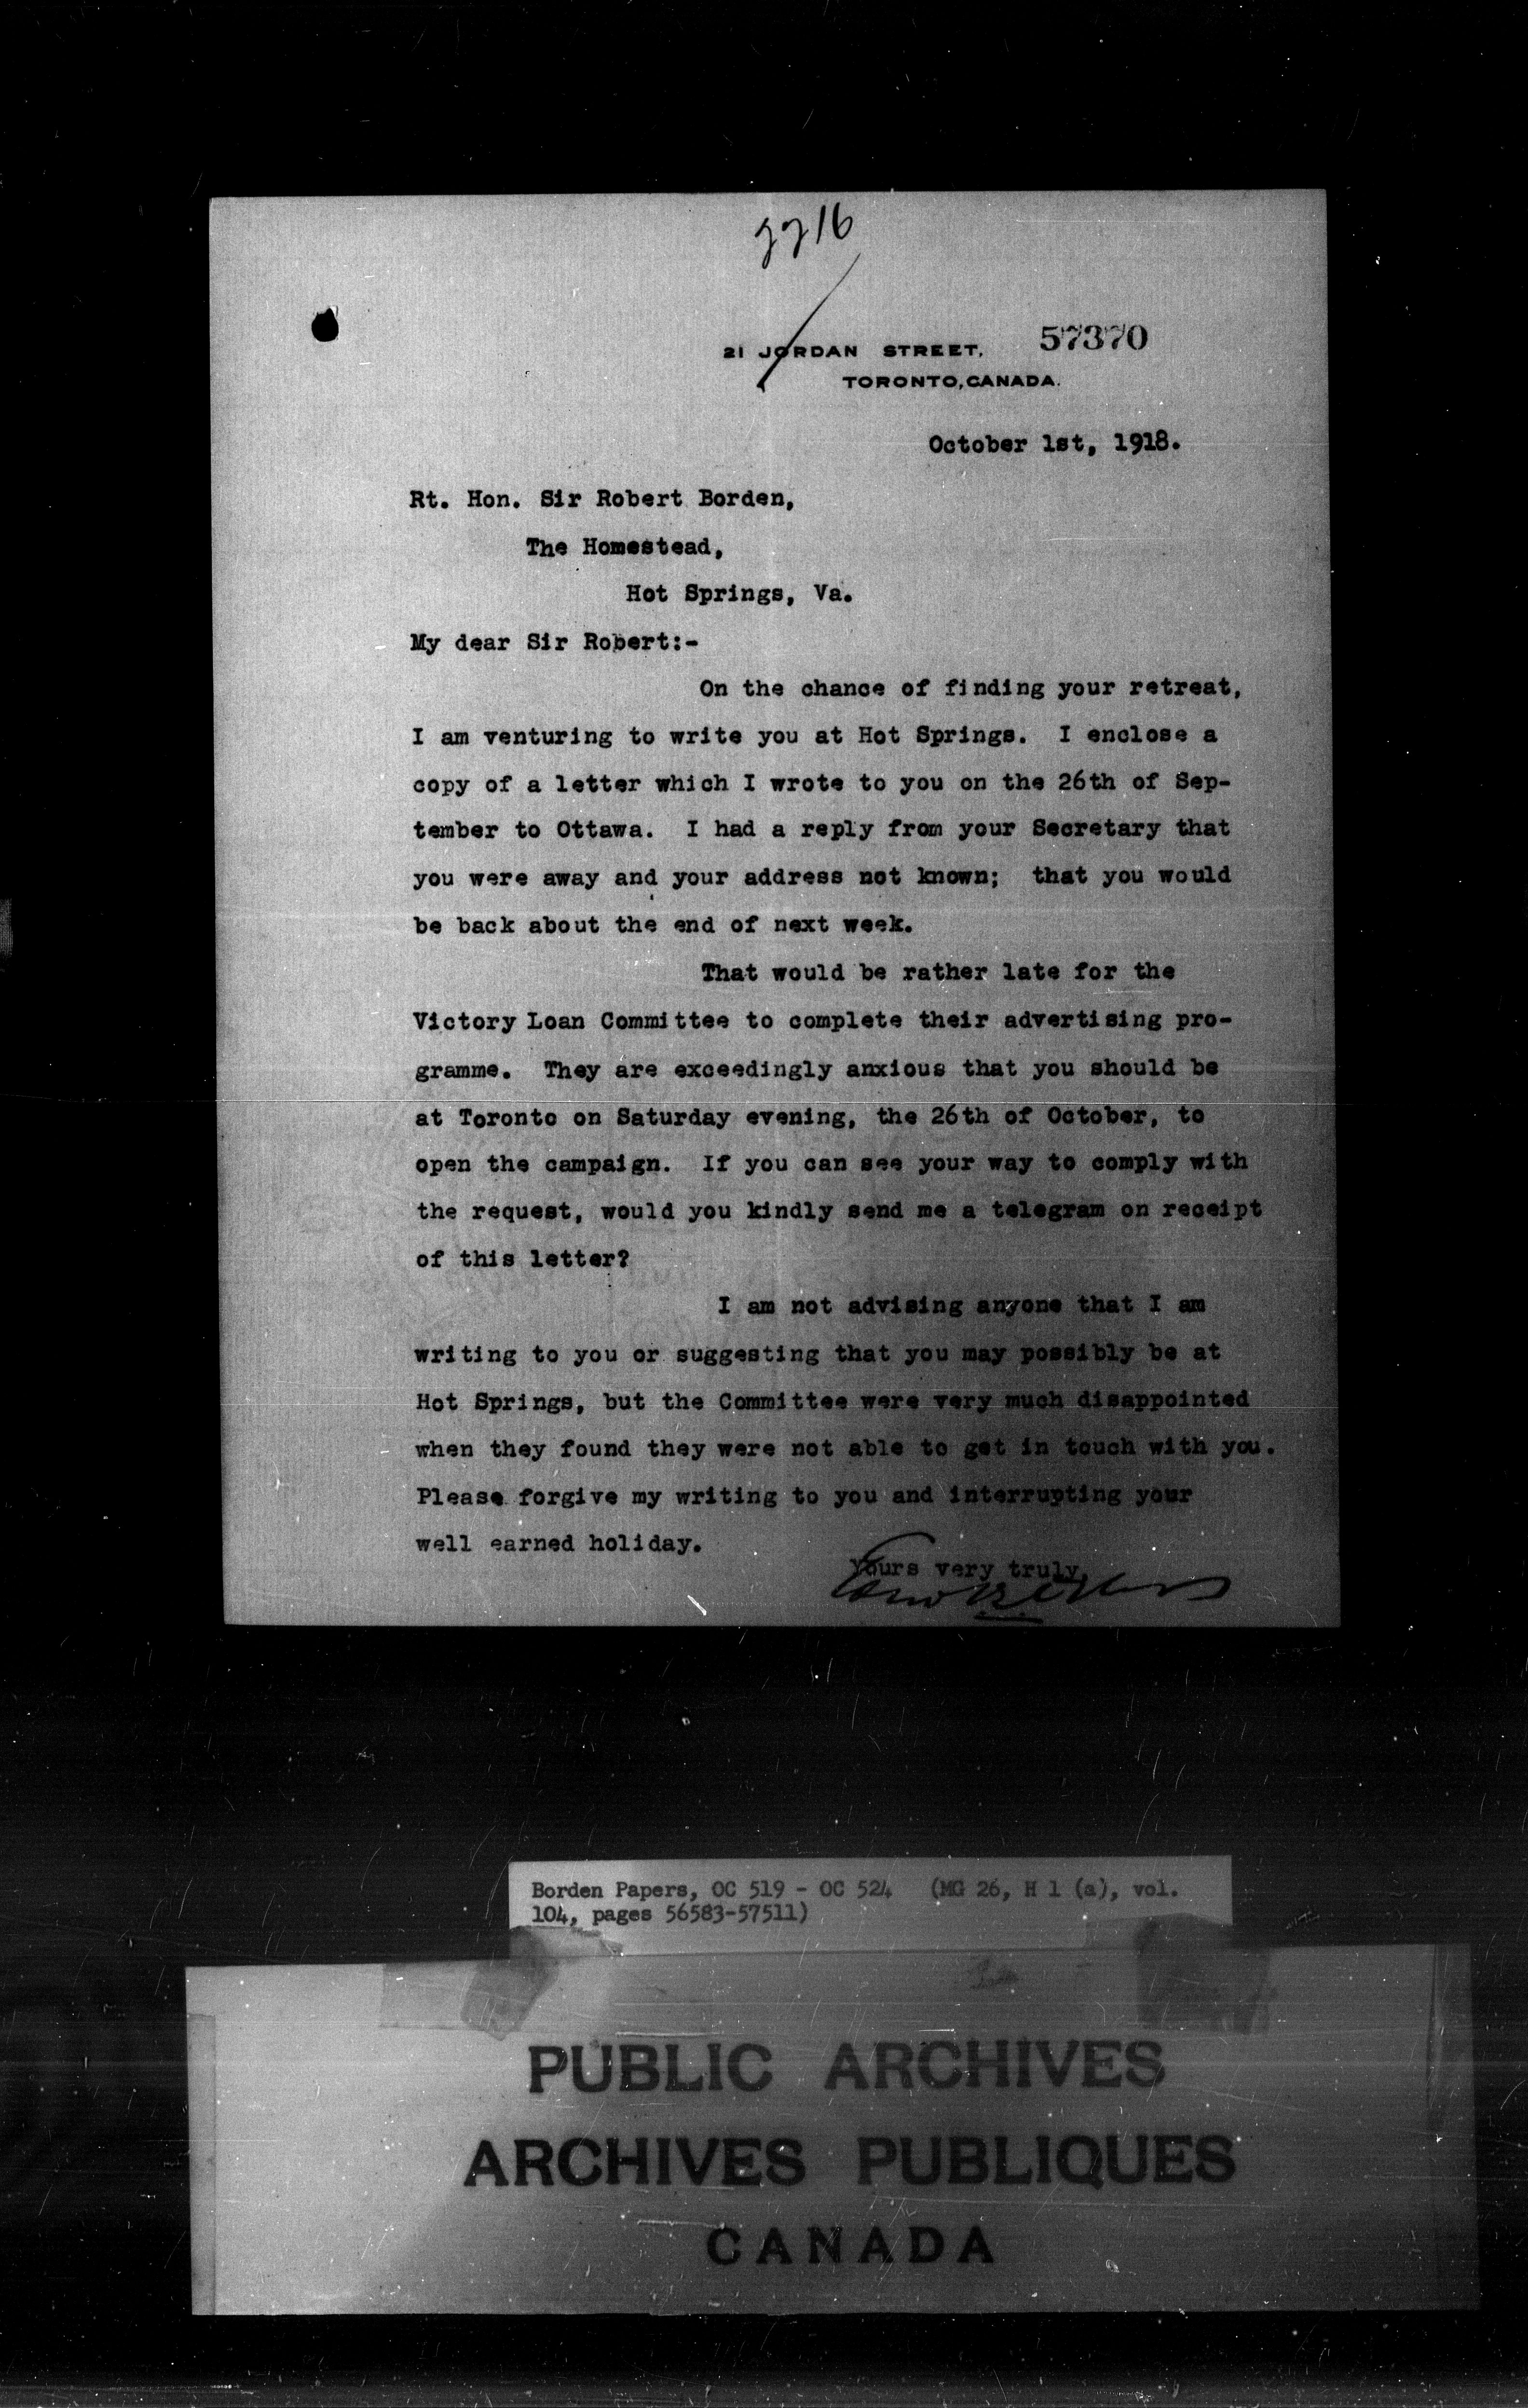 2216
57370
21 JORDAN STREET,
TORONTO, CANADA.
October 1st, 1918.
Rt. Hon. Sir Robert Borden,
The Homestead,
Hot Springs, Va.
My dear Sir Robert:-
On the chance of finding your retreat,
I am venturing to write you at Hot Springs. I enclose a
copy of a letter which I wrote to you on the 26th of Sep-
tember to Ottawa. I had a reply from your Secretary that
you were away and your address not known; that you would
be back about the end of next week.
That would be rather late for the
Victory Loan Committee to complete their advertising pro-
gramme. They are exceedingly anxious that you should be
at Toronto on Saturday evening, the 26th of October, to
open the campaign. If you can see your way to comply with
the request, would you kindly send me a telegram on receipt
of this letter?
I am not advising anyone that I am
writing to you or suggesting that you may possibly be at
Hot Springs, but the Committee were very much disappointed
when they found they were not able to get in touch with you.
Please forgive my writing to you and interrupting your
well earned holiday.
Yours very truly,
Borden Papers, OC 519 - OC 524 (MG 26, H 1 (a), vol.
104, pages 56583-57511)
PUBLIC ARCHIVES
ARCHIVES PUBLIQUES
CANADA